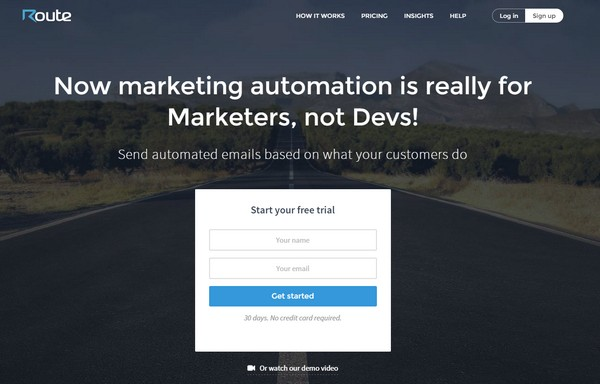 Route
HOW IT WORKS PRICING INSIGHTS HELP Log in Sign up
Now marketing automation is really for
Marketers, not Devs!
Send automated emails based on what your customers do
Start your free trial
Your name
Your email
Get started
30 days. No credit card required.
Or watch our demo video